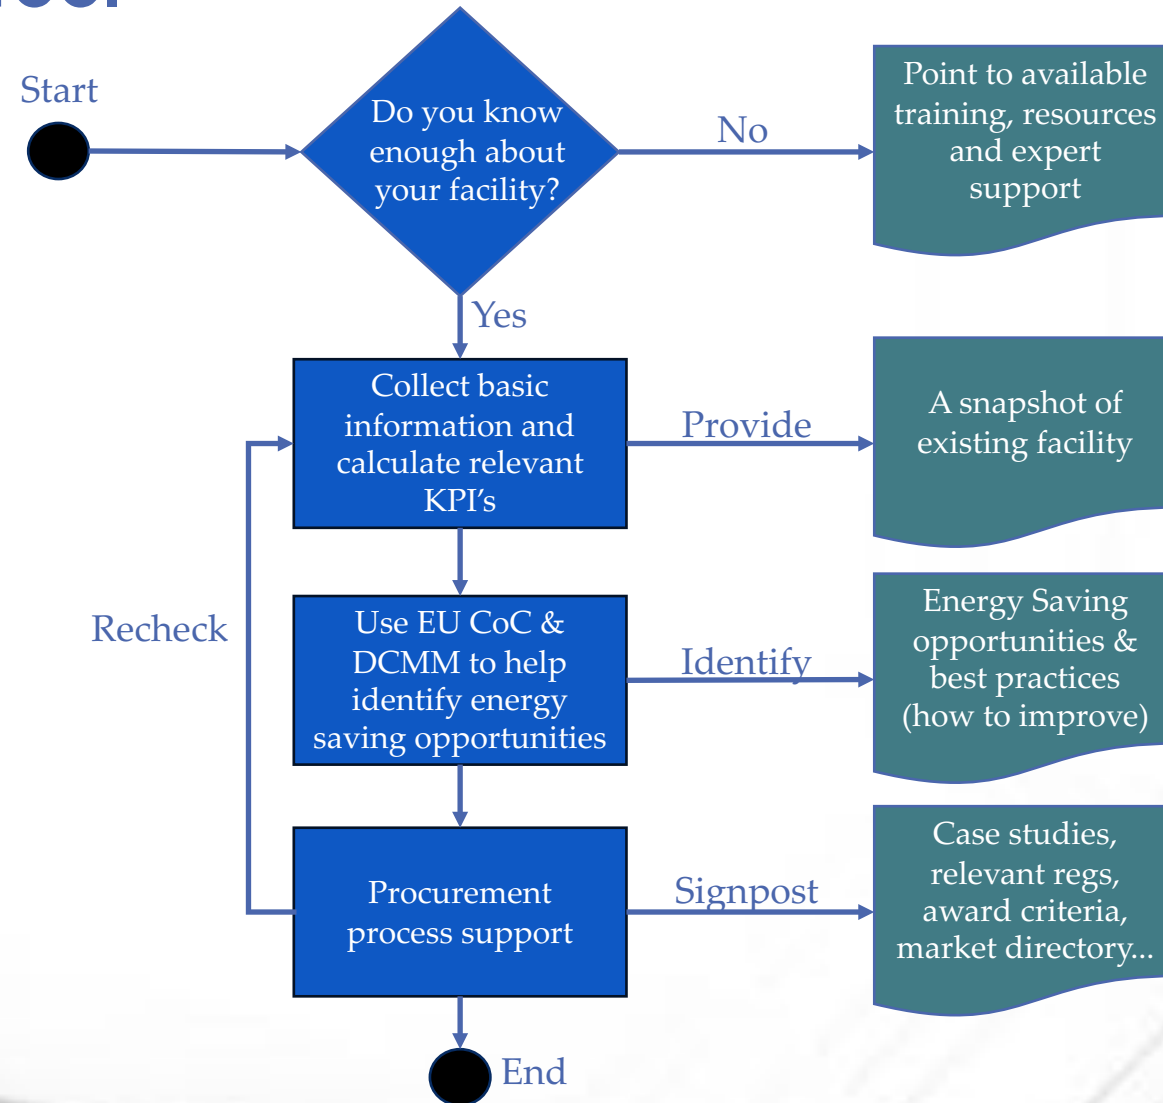 Start
Do you know
enough about
your facility?
No
Point to available
training, resources
and expert
support
Yes
Collect basic
information and
calculate relevant
KPI’s
Provide
A snapshot of
existing facility
Recheck
Use EU CoC &
DCMM to help
identify energy
saving opportunities
Identify
Energy Saving
opportunities &
best practices
(how to improve)
Procurement
process support
Signpost
Case studies,
relevant regs,
award criteria,
market directory...
End